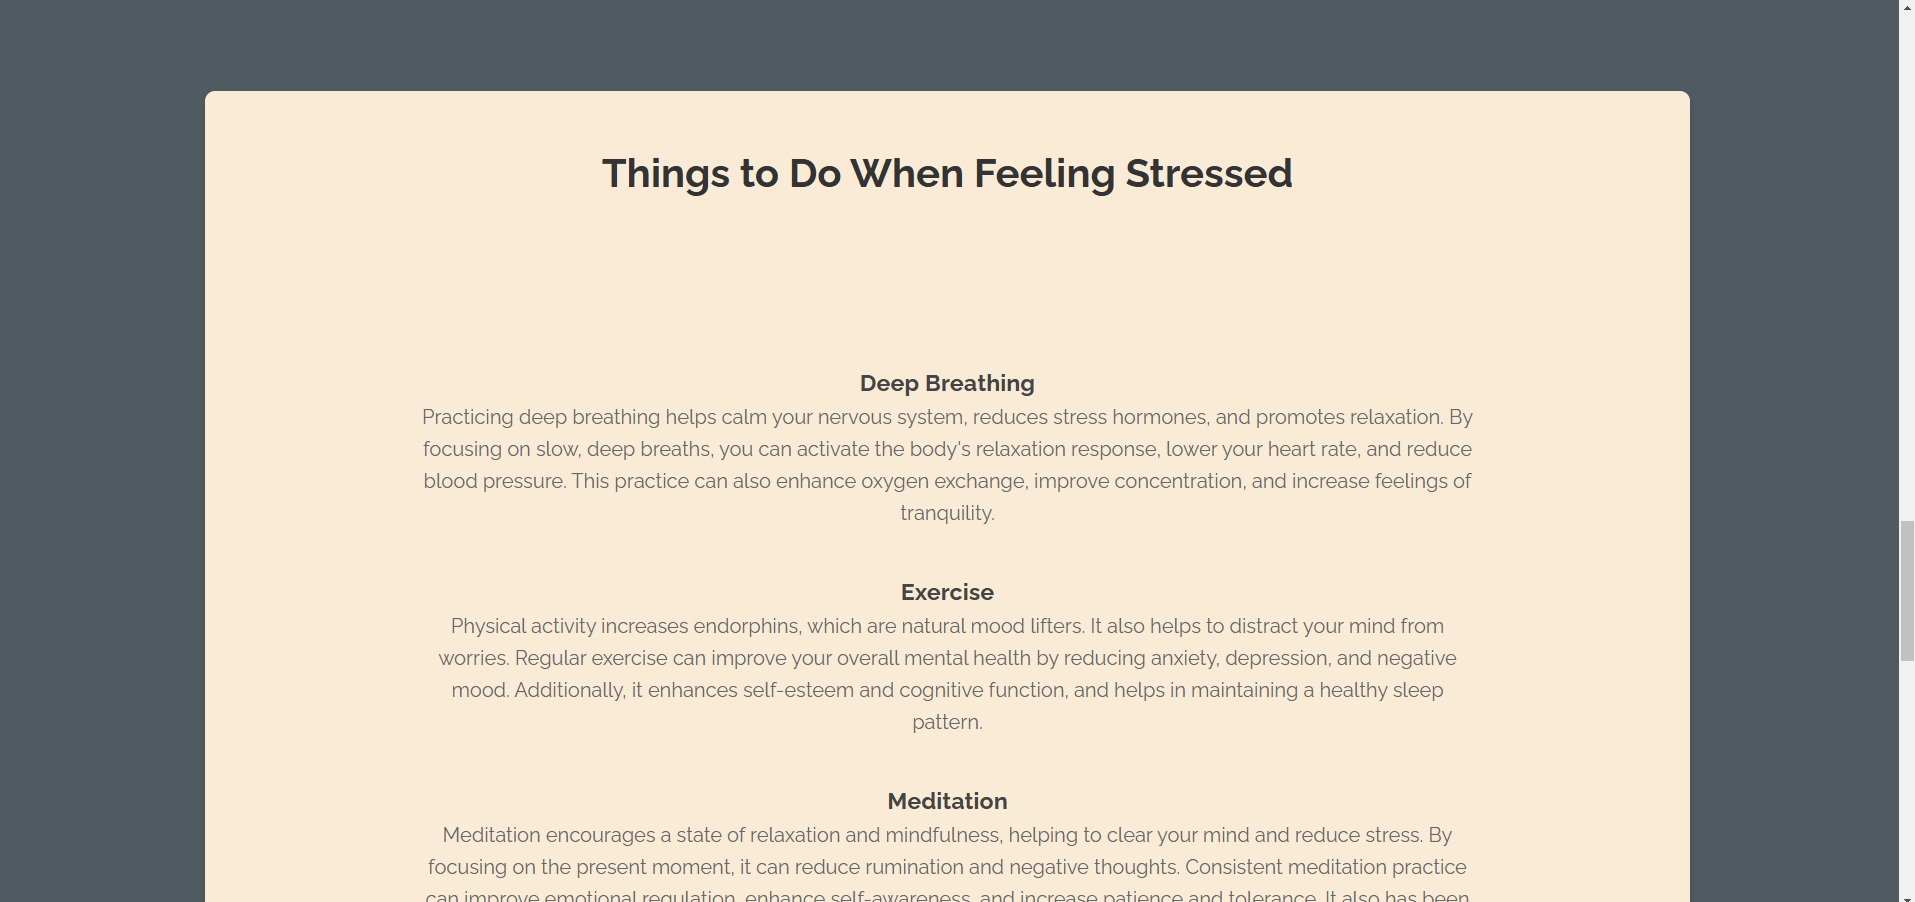 Things to Do When Feeling Stressed
Deep Breathing
Practicing deep breathing helps calm your nervous system, reduces stress hormones, and promotes relaxation. By
focusing on slow, deep breaths, you can activate the body's relaxation response, lower your heart rate, and reduce
blood pressure. This practice can also enhance oxygen exchange, improve concentration, and increase feelings of
tranquility.
Exercise
Physical activity increases endorphins, which are natural mood lifters. It also helps to distract your mind from
worries. Regular exercise can improve your overall mental health by reducing anxiety, depression, and negative
mood. Additionally, it enhances self-esteem and cognitive function, and helps in maintaining a healthy sleep
pattern.
Meditation
Meditation encourages a state of relaxation and mindfulness, helping to clear your mind and reduce stress. By
focusing on the present moment, it can reduce rumination and negative thoughts. Consistent meditation practice
can improve emotional regulation, enhance self-awareness, and increase patience and tolerance. It also has been